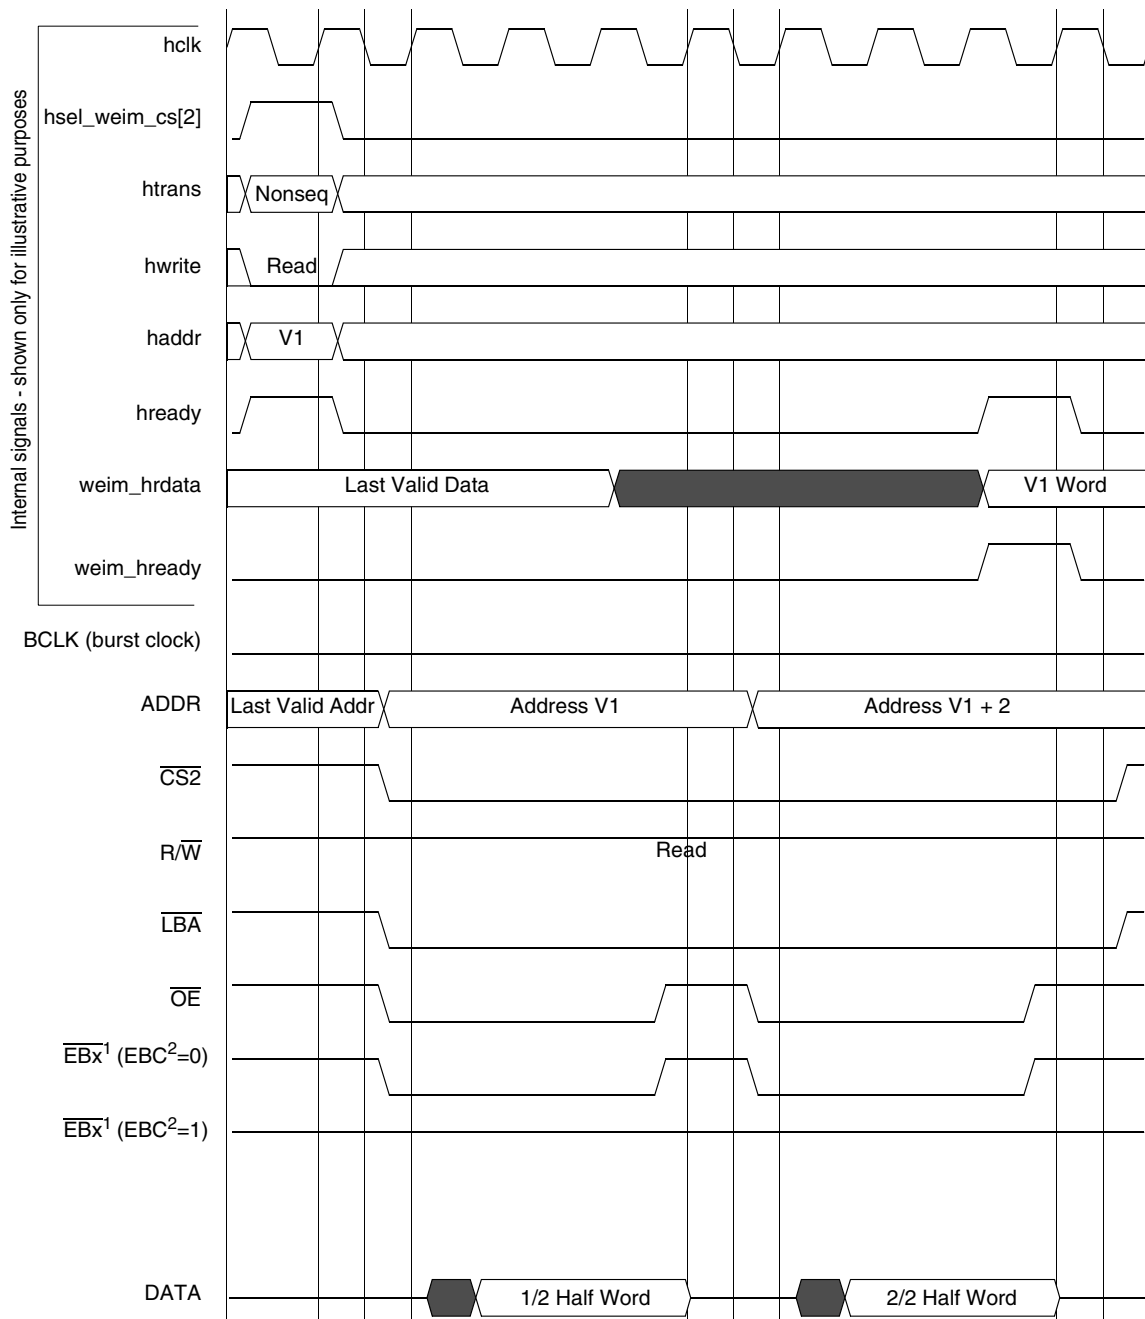 Internal signals - shown only for illustrative purposes
hclk
hsel_weim_cs[2]
htrans
Nonseq
hwrite
Read
haddr
V1
hready
weim_hrdata
Last Valid Data
V1 Word
weim_hready
BCLK (burst clock)
ADDR
Last Valid Addr
Address V1
Address V1 + 2
CS2
R/W
Read
LBA
OE
EBx¹ (EBC²=0)
EBx¹ (EBC²=1)
DATA
1/2 Half Word
2/2 Half Word